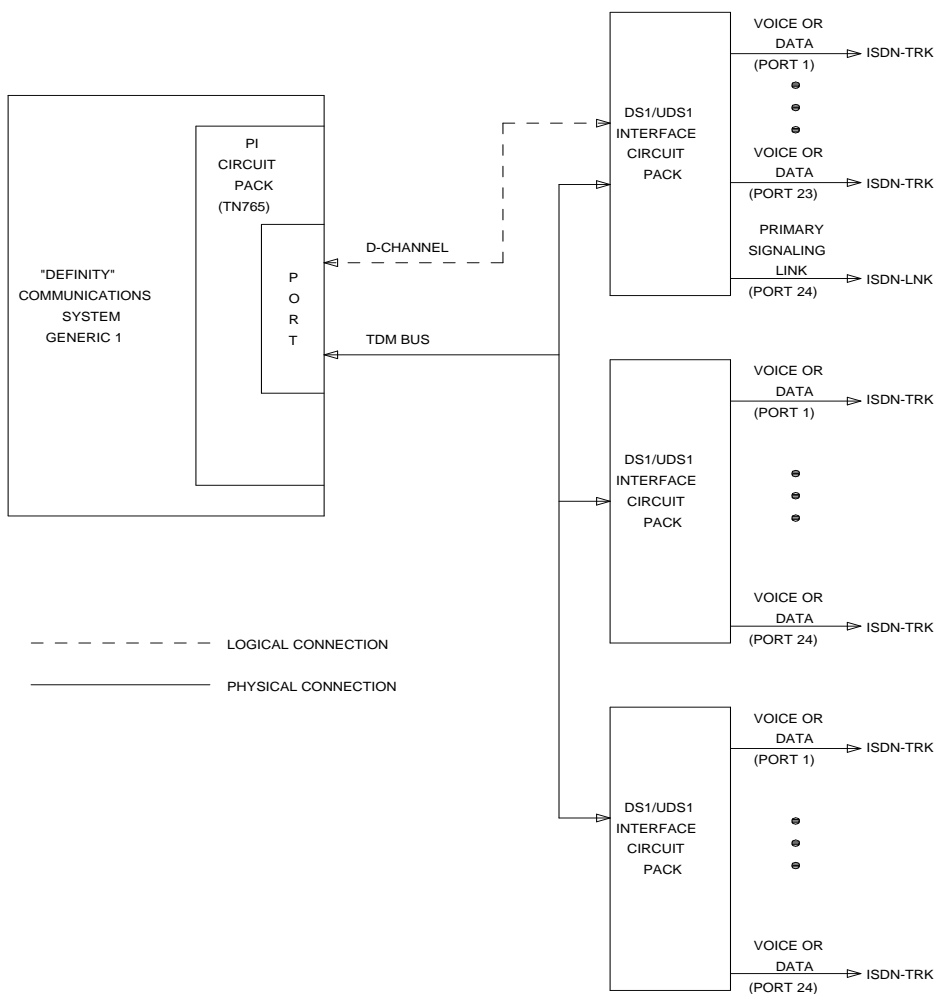 PI
CIRCUIT
PACK
(TN765)
"DEFINITY"
COMMUNICATIONS
SYSTEM
GENERIC 1
P
O
R
T
D-CHANNEL
TDM BUS
LOGICAL CONNECTION
PHYSICAL CONNECTION
DS1/UDS1
INTERFACE
CIRCUIT
PACK
VOICE OR
DATA
(PORT 1)
ISDN-TRK
VOICE OR
DATA
(PORT 23)
ISDN-TRK
PRIMARY
SIGNALING
LINK
(PORT 24)
ISDN-LNK
DS1/UDS1
INTERFACE
CIRCUIT
PACK
VOICE OR
DATA
(PORT 1)
ISDN-TRK
VOICE OR
DATA
(PORT 24)
ISDN-TRK
DS1/UDS1
INTERFACE
CIRCUIT
PACK
VOICE OR
DATA
(PORT 1)
ISDN-TRK
VOICE OR
DATA
(PORT 24)
ISDN-TRK